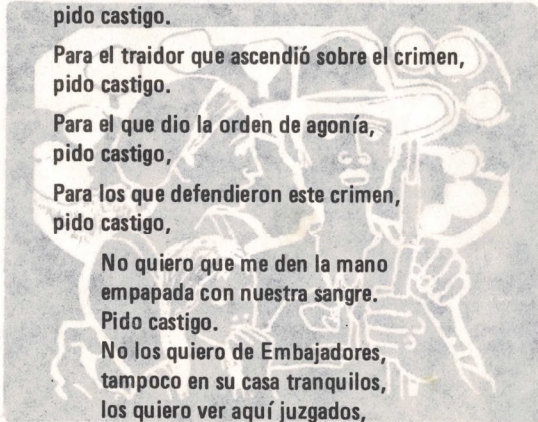 pido castigo.
Para el traidor que ascendió sobre el crimen,
pido castigo.
Para el que dio la orden de agonía,
pido castigo,
Para los que defendieron este crimen,
pido castigo,
No quiero que me den la mano
empapada con nuestra sangre.
Pido castigo.
No los quiero de Embajadores,
tampoco en su casa tranquilos,
los quiero ver aquí juzgados,